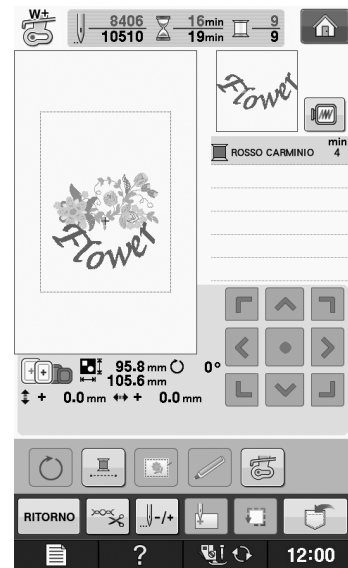 W+
8406 16min 9
10510 19min 9
Flower
min
ROSSO CARMINIO 4
Flower
95.8 mm 0°
105.6 mm
+ 0.0 mm + 0.0 mm
RITORNO
-/+
? 12:00